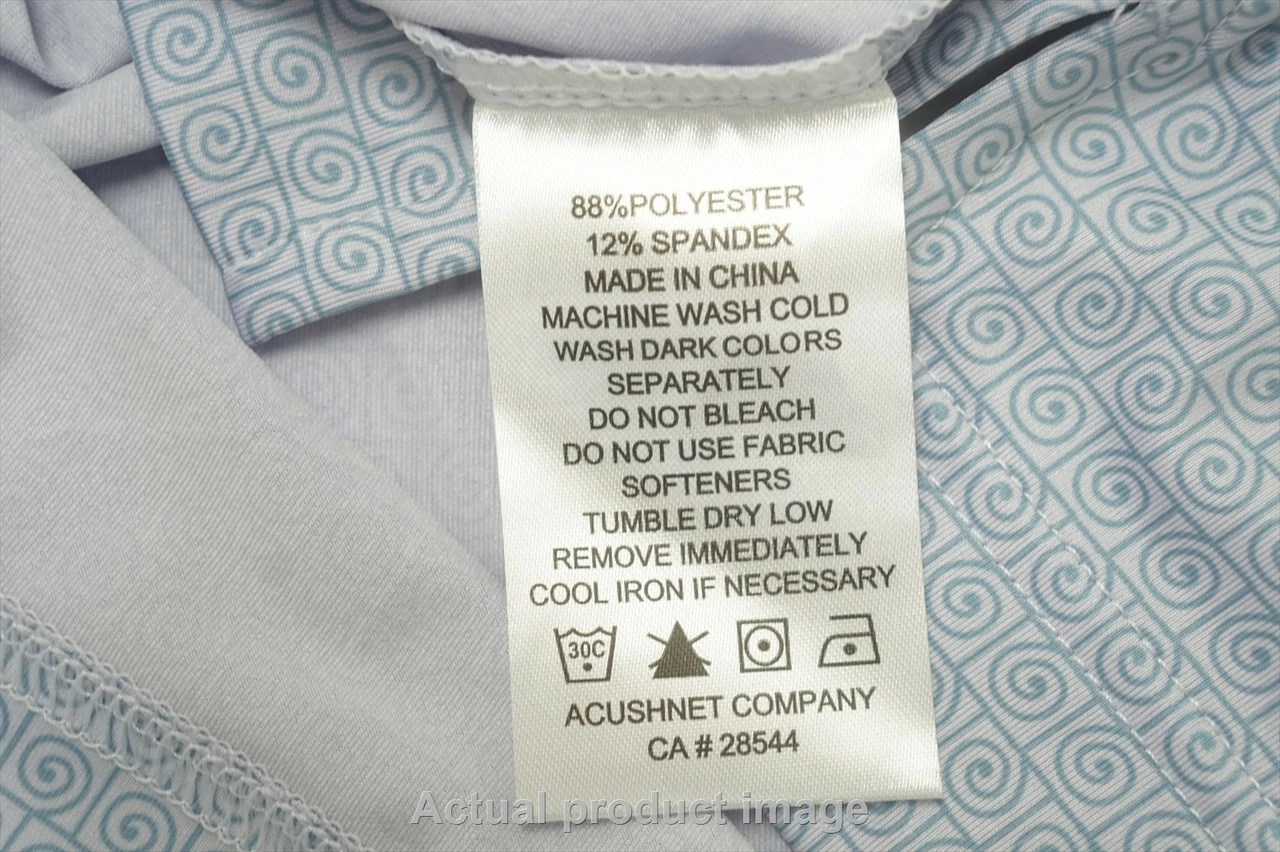 88%POLYESTER
12% SPANDEX
MADE IN CHINA
MACHINE WASH COLD
WASH DARK COLORS
SEPARATELY
DO NOT BLEACH
DO NOT USE FABRIC
SOFTENERS
TUMBLE DRY LOW
REMOVE IMMEDIATELY
COOL IRON IF NECESSARY
30C
ACUSHNET COMPANY
CA # 28544
Actual product image